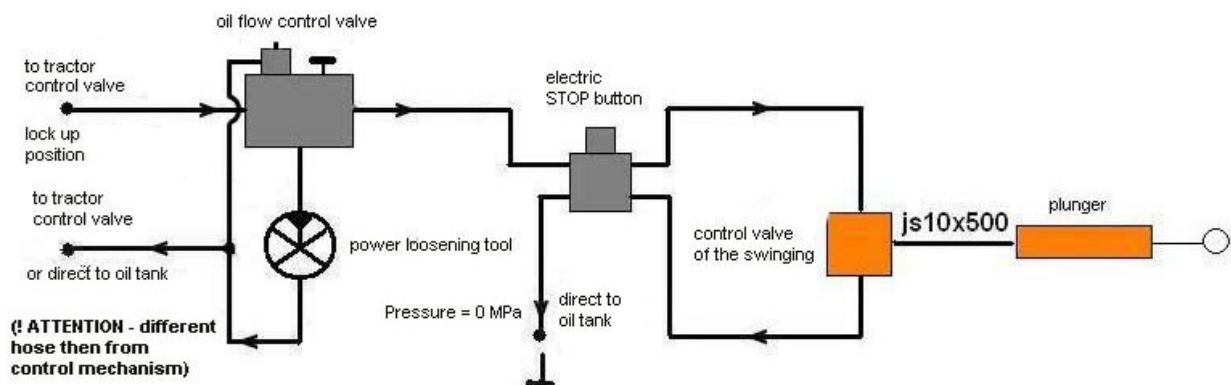 oil flow control valve
to tractor
control valve
lock up
position
to tractor
control valve
or direct to oil tank
(! ATTENTION - different
hose then from
control mechanism)
power loosening tool
electric
STOP button
Pressure = 0 MPa
direct to
oil tank
control valve
of the swinging
js10x500
plunger